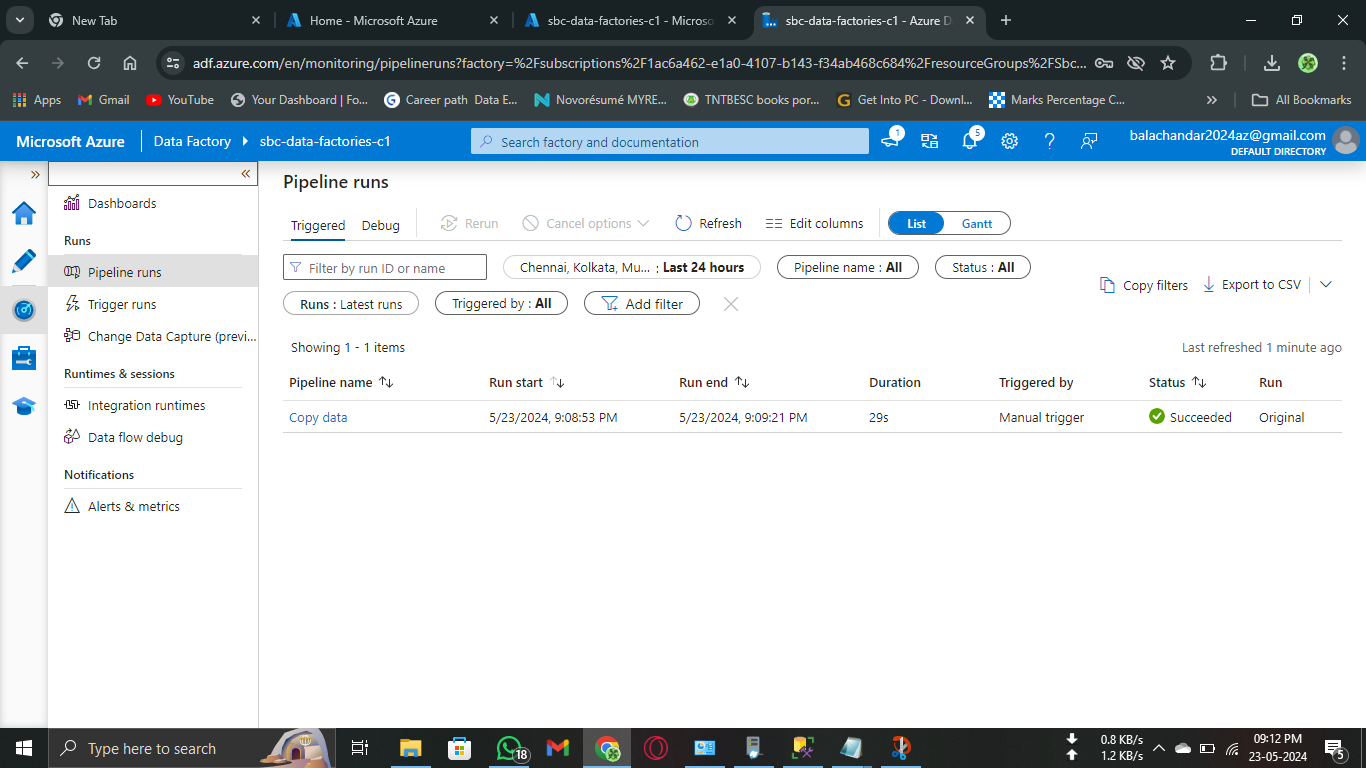 New Tab
Home - Microsoft Azure
sbc-data-factories-c1 - Microso
sbc-data-factories-c1 - Azure D
adf.azure.com/en/monitoring/pipelineruns?factory=%2Fsubscriptions%2F1ac6a462-e1a0-4107-b143-f34ab468c684%2FresourceGroups%2FSbc...
Apps
Gmail
YouTube
Your Dashboard | Fo...
Career path Data E...
Novorésumé MYRE...
TNTBESC books por...
Get Into PC - Downl...
Marks Percentage C...
»
All Bookmarks
Microsoft Azure
Data Factory
sbc-data-factories-c1
Search factory and documentation
1
5
balachandar2024az@gmail.com
DEFAULT DIRECTORY
»
«
Dashboards
Runs
Pipeline runs
Trigger runs
Change Data Capture (previ...
Runtimes & sessions
Integration runtimes
Data flow debug
Notifications
Alerts & metrics
Pipeline runs
Triggered
Debug
Rerun
Cancel options
Refresh
Edit columns
List
Gantt
Filter by run ID or name
Chennai, Kolkata, Mu... ; Last 24 hours
Pipeline name : All
Status : All
Runs : Latest runs
Triggered by : All
Add filter
Copy filters
Export to CSV
Showing 1 - 1 items
Last refreshed 1 minute ago
Pipeline name
Run start
Run end
Duration
Triggered by
Status
Run
Copy data
5/23/2024, 9:08:53 PM
5/23/2024, 9:09:21 PM
29s
Manual trigger
Succeeded
Original
Type here to search
18
0.8 KB/s
1.2 KB/s
09:12 PM
23-05-2024
5